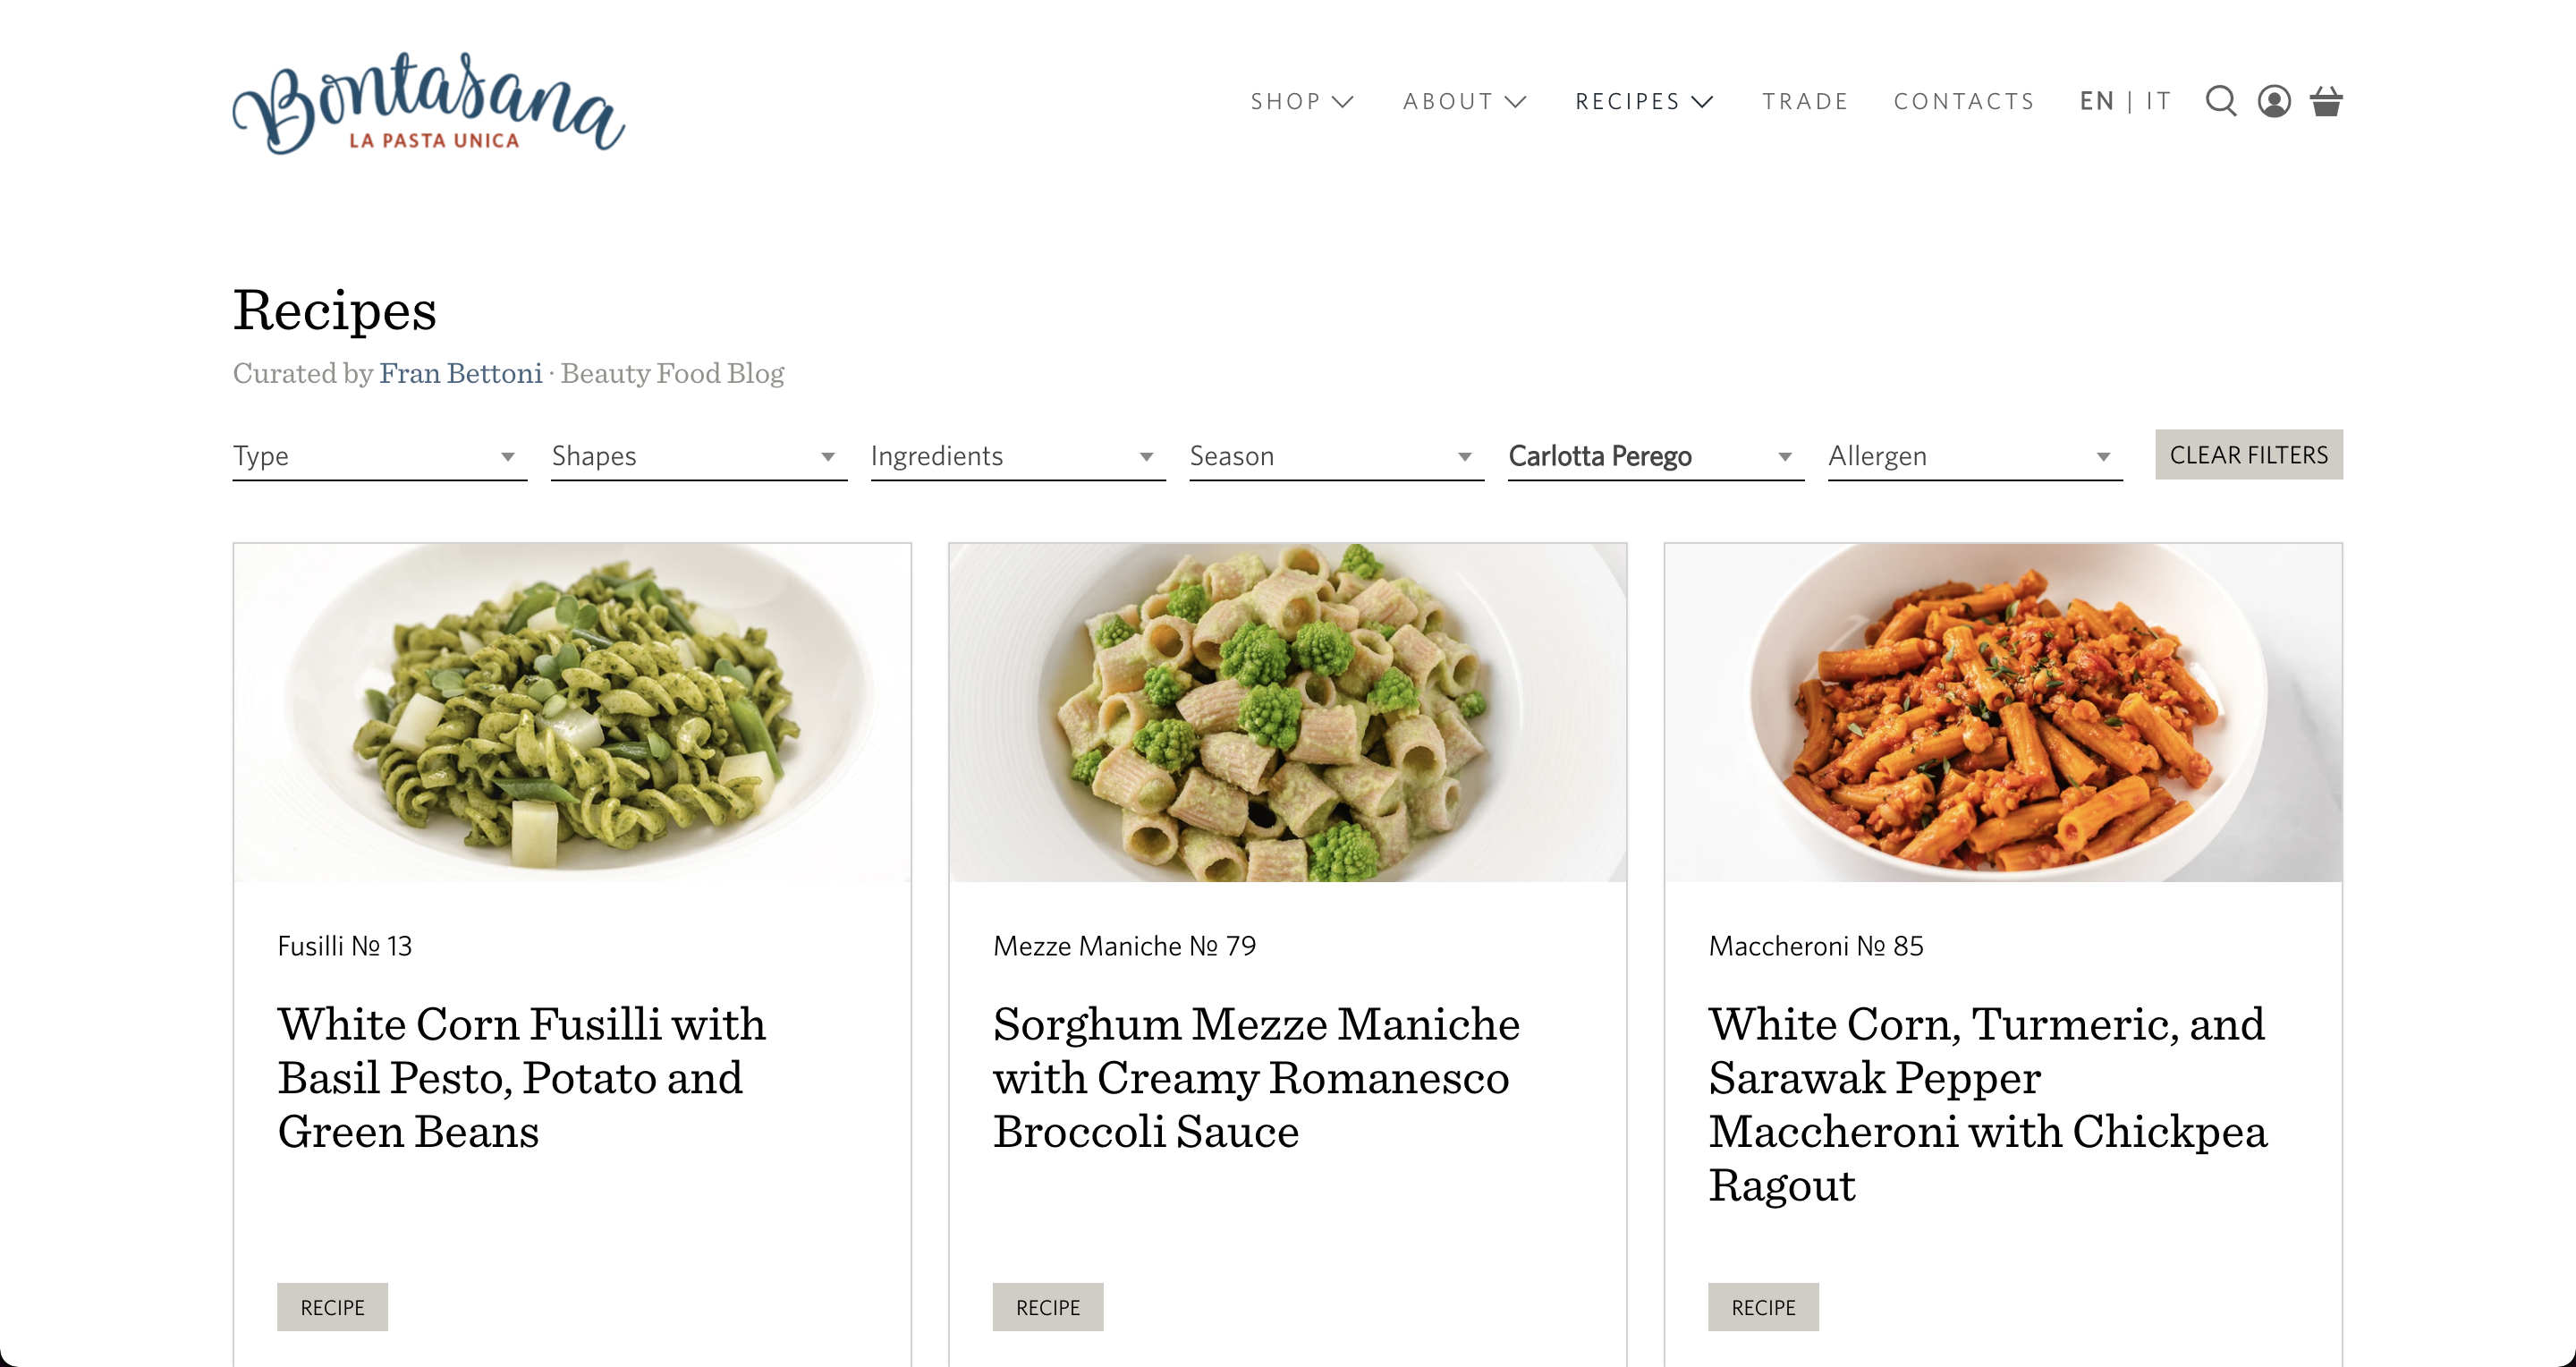 Bontasana
LA PASTA UNICA
SHOP ABOUT RECIPES TRADE CONTACTS EN | IT
Recipes
Curated by Fran Bettoni · Beauty Food Blog
Type Shapes Ingredients Season Carlotta Perego Allergen CLEAR FILTERS
Fusilli № 13
White Corn Fusilli with
Basil Pesto, Potato and
Green Beans
RECIPE
Mezze Maniche № 79
Sorghum Mezze Maniche
with Creamy Romanesco
Broccoli Sauce
RECIPE
Maccheroni № 85
White Corn, Turmeric, and
Sarawak Pepper
Maccheroni with Chickpea
Ragout
RECIPE